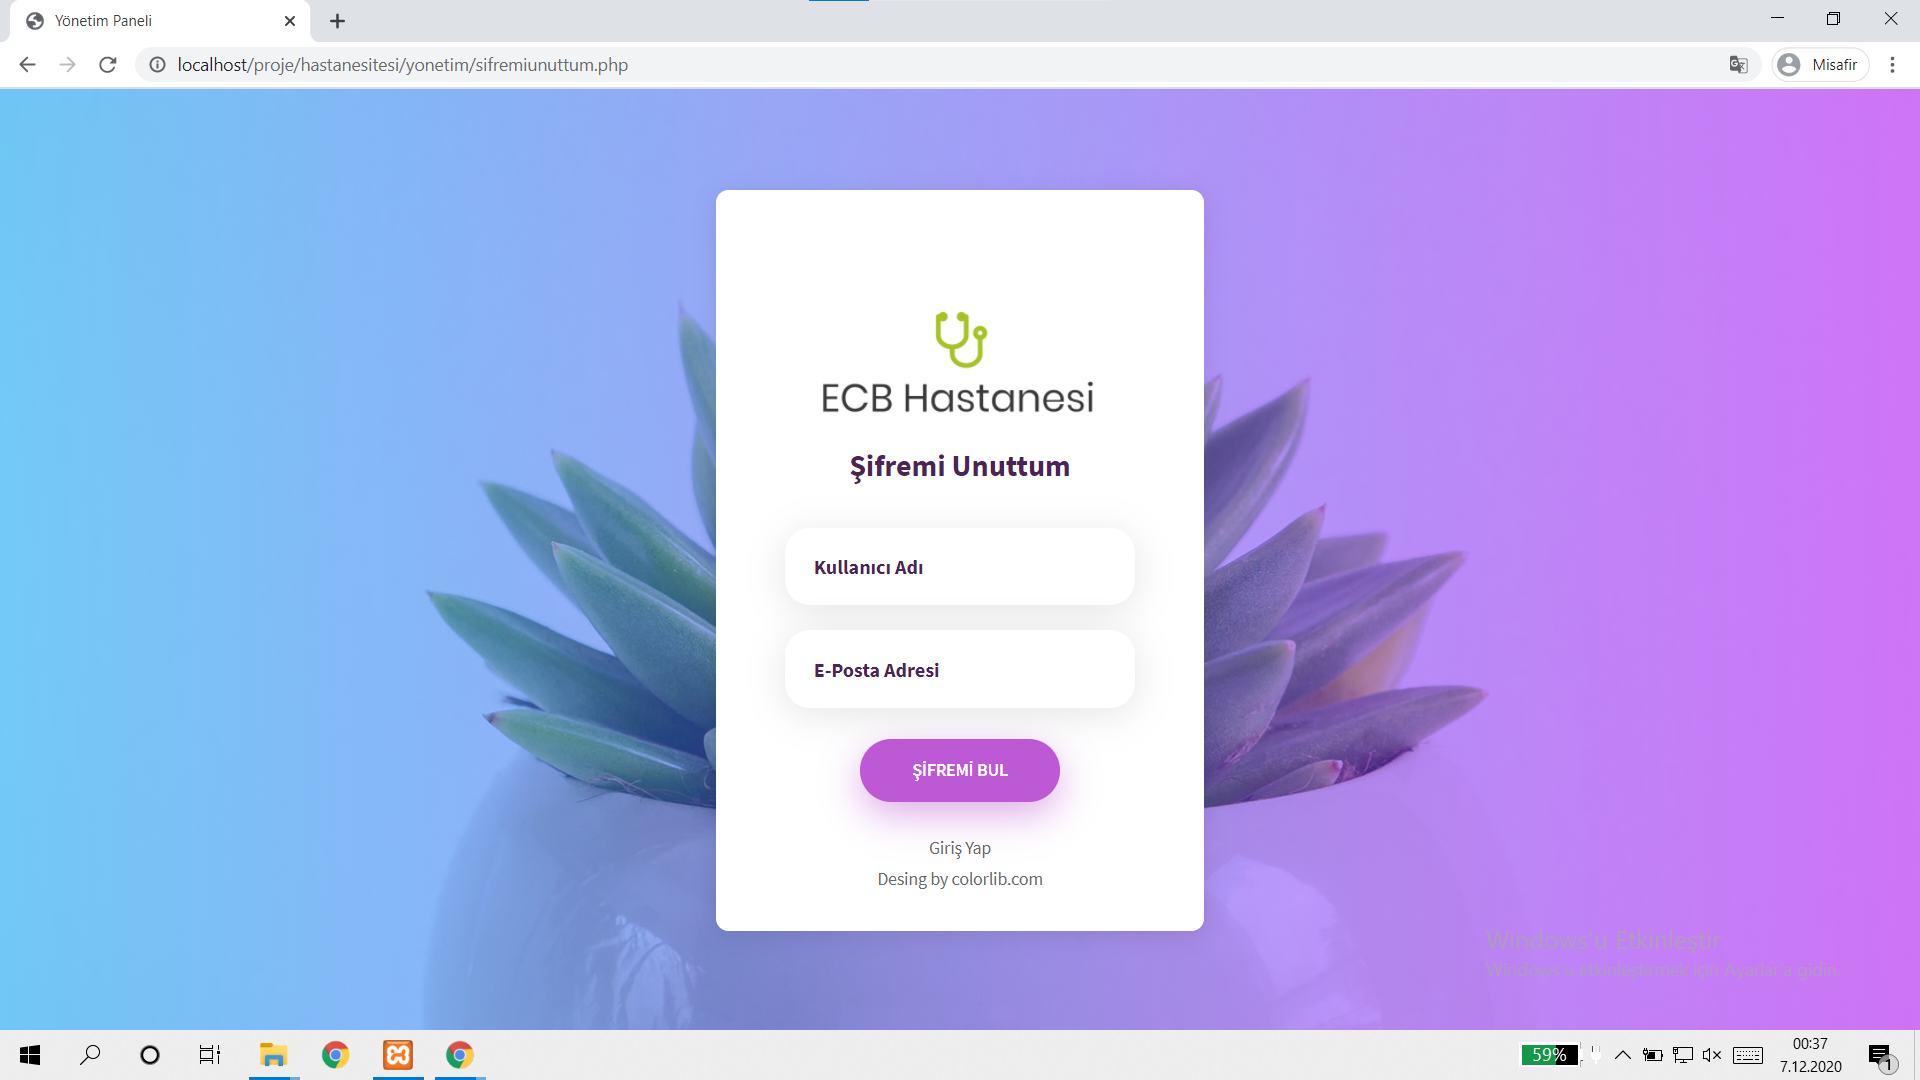 Yönetim Paneli
localhost/proje/hastanesitesi/yonetim/sifremiunuttum.php
Misafir
ECB Hastanesi
Şifremi Unuttum
Kullanıcı Adı
E-Posta Adresi
ŞİFREMİ BUL
Giriş Yap
Desing by colorlib.com
Windows'u Etkinleştir
Windows'u etkinleştirmek için Ayarlar'a gidin.
59%
00:37
7.12.2020
1